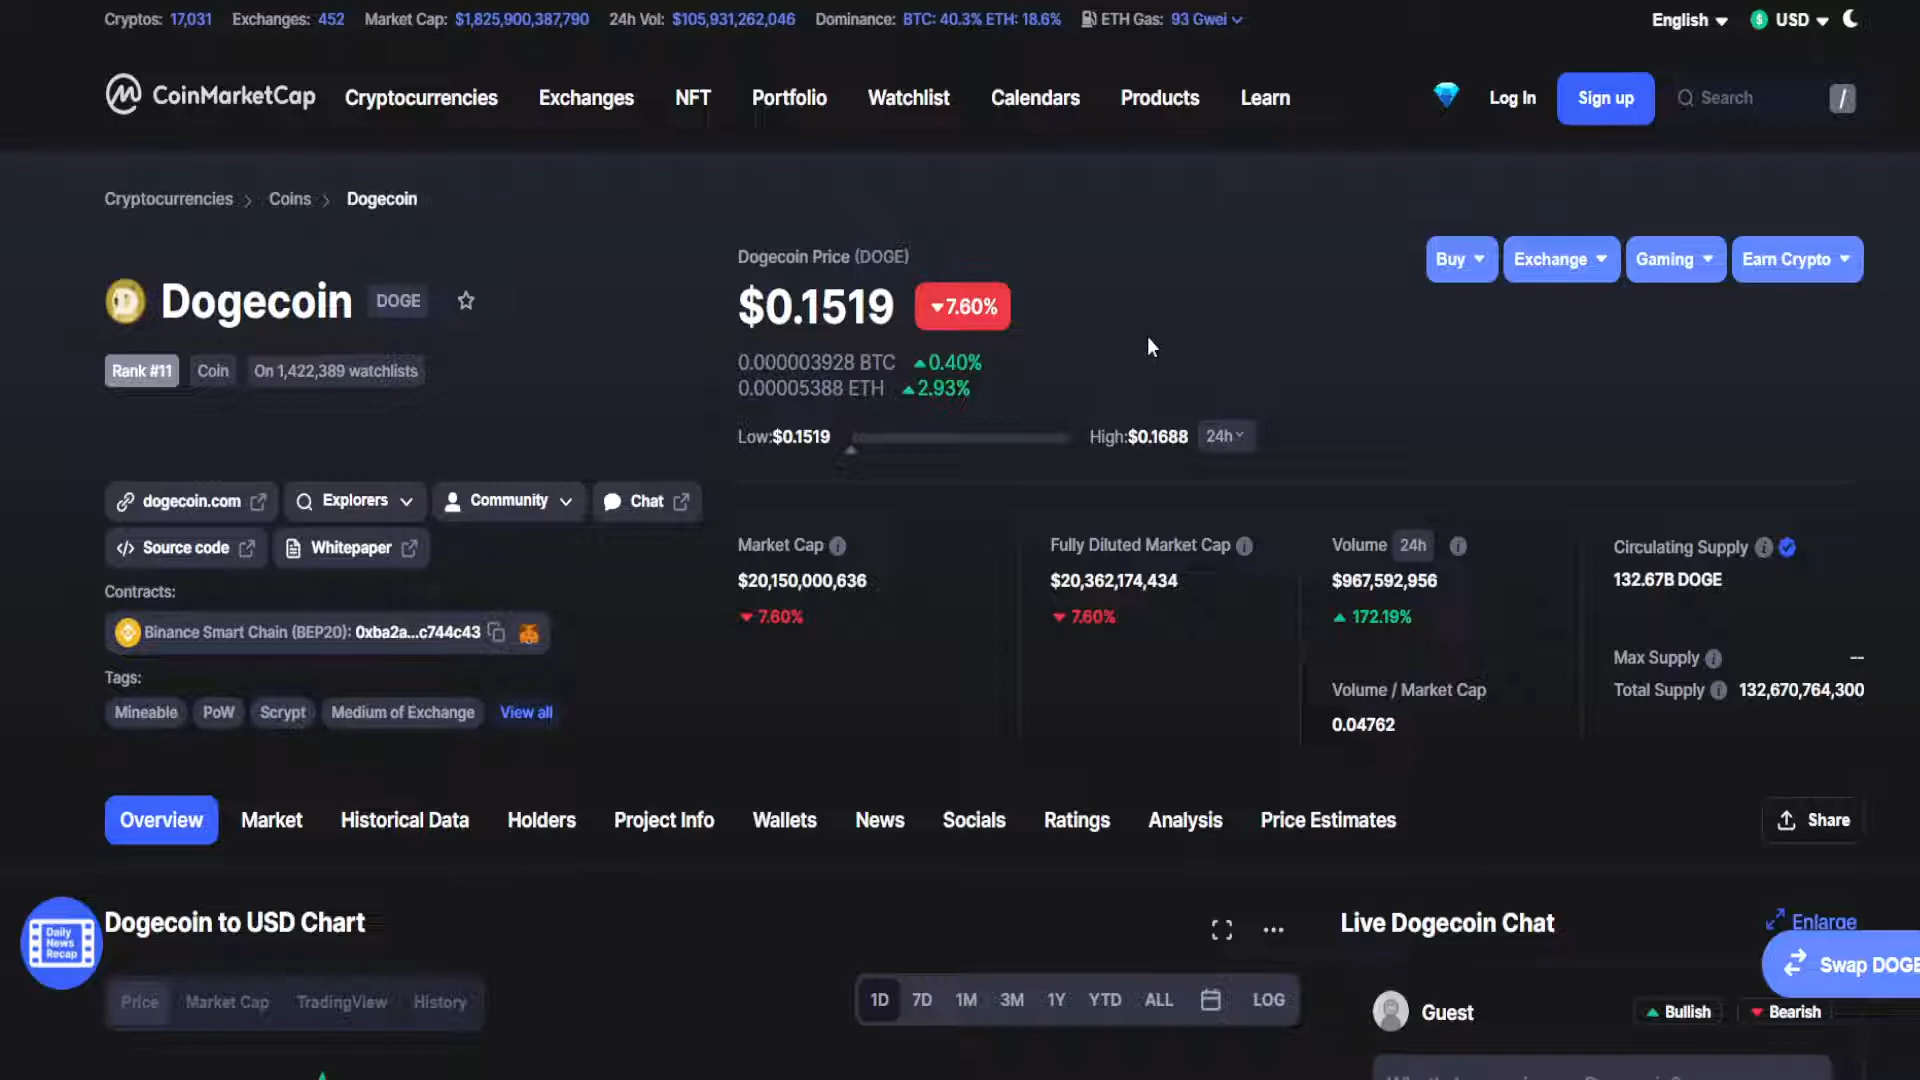 Cryptos: 17,031 Exchanges: 452 Market Cap: $1,825,900,387,790 24h Vol: $105,931,262,046 Dominance: BTC: 40.3% ETH: 18.6% ETH Gas: 93 Gwei
English USD
CoinMarketCap Cryptocurrencies Exchanges NFT Portfolio Watchlist Calendars Products Learn Log In Sign up Search /
Cryptocurrencies > Coins > Dogecoin
Dogecoin DOGE
Rank #11 Coin On 1,422,389 watchlists
Dogecoin Price (DOGE)
$0.1519 7.60%
0.000003928 BTC 0.40%
0.00005388 ETH 2.93%
Low:$0.1519 High:$0.1688 24h
Buy Exchange Gaming Earn Crypto
dogecoin.com Explorers Community Chat
Source code Whitepaper
Contracts:
Binance Smart Chain (BEP20): 0xba2a...c744c43
Tags:
Mineable PoW Scrypt Medium of Exchange View all
Market Cap
$20,150,000,636
7.60%
Fully Diluted Market Cap
$20,362,174,434
7.60%
Volume 24h
$967,592,956
172.19%
Volume / Market Cap
0.04762
Circulating Supply
132.67B DOGE
Max Supply --
Total Supply 132,670,764,300
Overview Market Historical Data Holders Project Info Wallets News Socials Ratings Analysis Price Estimates Share
Daily
News
Recap
Dogecoin to USD Chart
Price Market Cap TradingView History
1D 7D 1M 3M 1Y YTD ALL LOG
Live Dogecoin Chat Enlarge
Swap DOGE
Guest Bullish Bearish